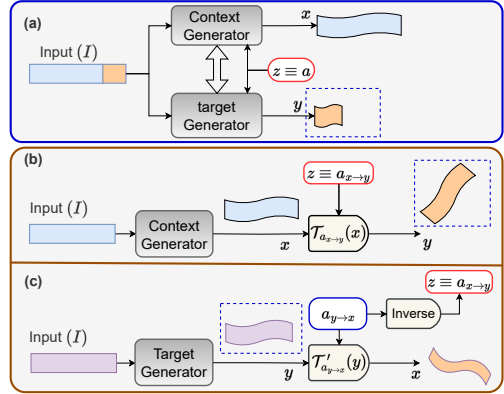 (a)
Input (I)
Context
Generator
x
z ≡ a
target
Generator
y
(b)
Input (I)
Context
Generator
x
z ≡ a_{x→y}
𝒯_{a_{x→y}}(x)
y
(c)
Input (I)
Target
Generator
y
a_{y→x}
Inverse
z ≡ a_{x→y}
𝒯′_{a_{y→x}}(y)
x